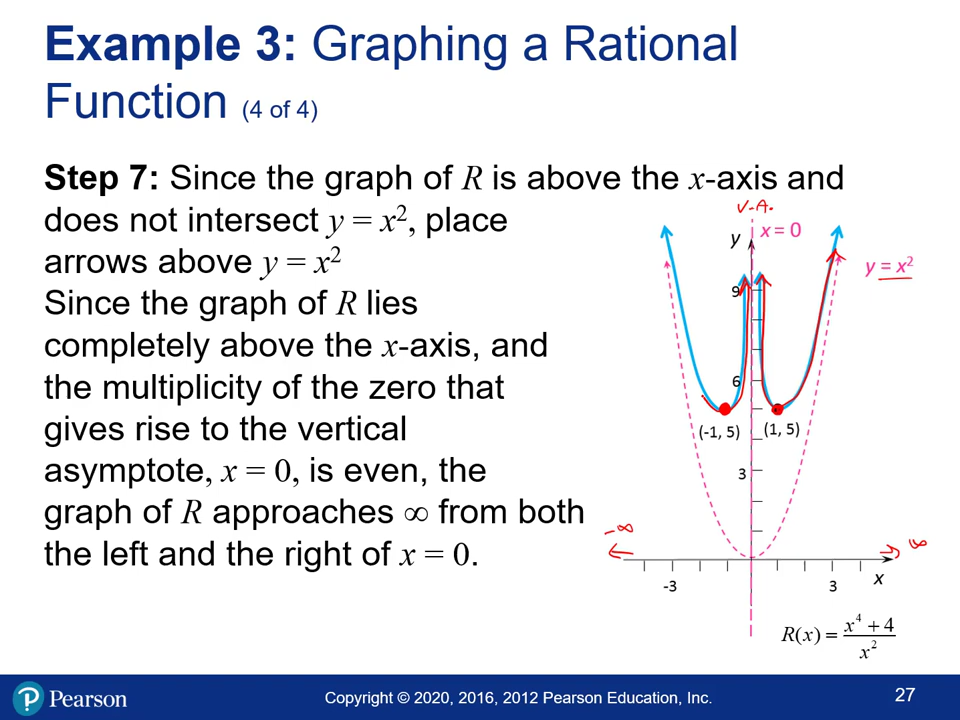 Example 3: Graphing a Rational
Function (4 of 4)
Step 7: Since the graph of R is above the x-axis and
does not intersect y = x², place
arrows above y = x²
Since the graph of R lies
completely above the x-axis, and
the multiplicity of the zero that
gives rise to the vertical
asymptote, x = 0, is even, the
graph of R approaches ∞ from both
the left and the right of x = 0.
V.A.
y
x = 0
y = x²
9
6
(-1, 5)
(1, 5)
3
-∞
∞
-3
3
x
R(x) = (x⁴ + 4)/x²
Pearson
Copyright © 2020, 2016, 2012 Pearson Education, Inc.
27